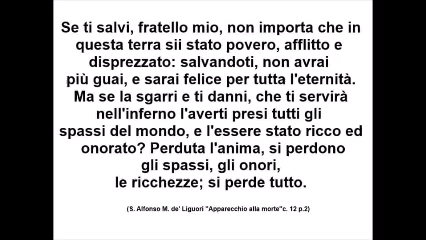 Se ti salvi, fratello mio, non importa che in
questa terra sii stato povero, afflitto e
disprezzato: salvandoti, non avrai
più guai, e sarai felice per tutta l'eternità.
Ma se la sgarri e ti danni, che ti servirà
nell'inferno l'averti presi tutti gli
spassi del mondo, e l'essere stato ricco ed
onorato? Perduta l'anima, si perdono
gli spassi, gli onori,
le ricchezze; si perde tutto.
(S. Alfonso M. de' Liguori "Apparecchio alla morte"c. 12 p.2)